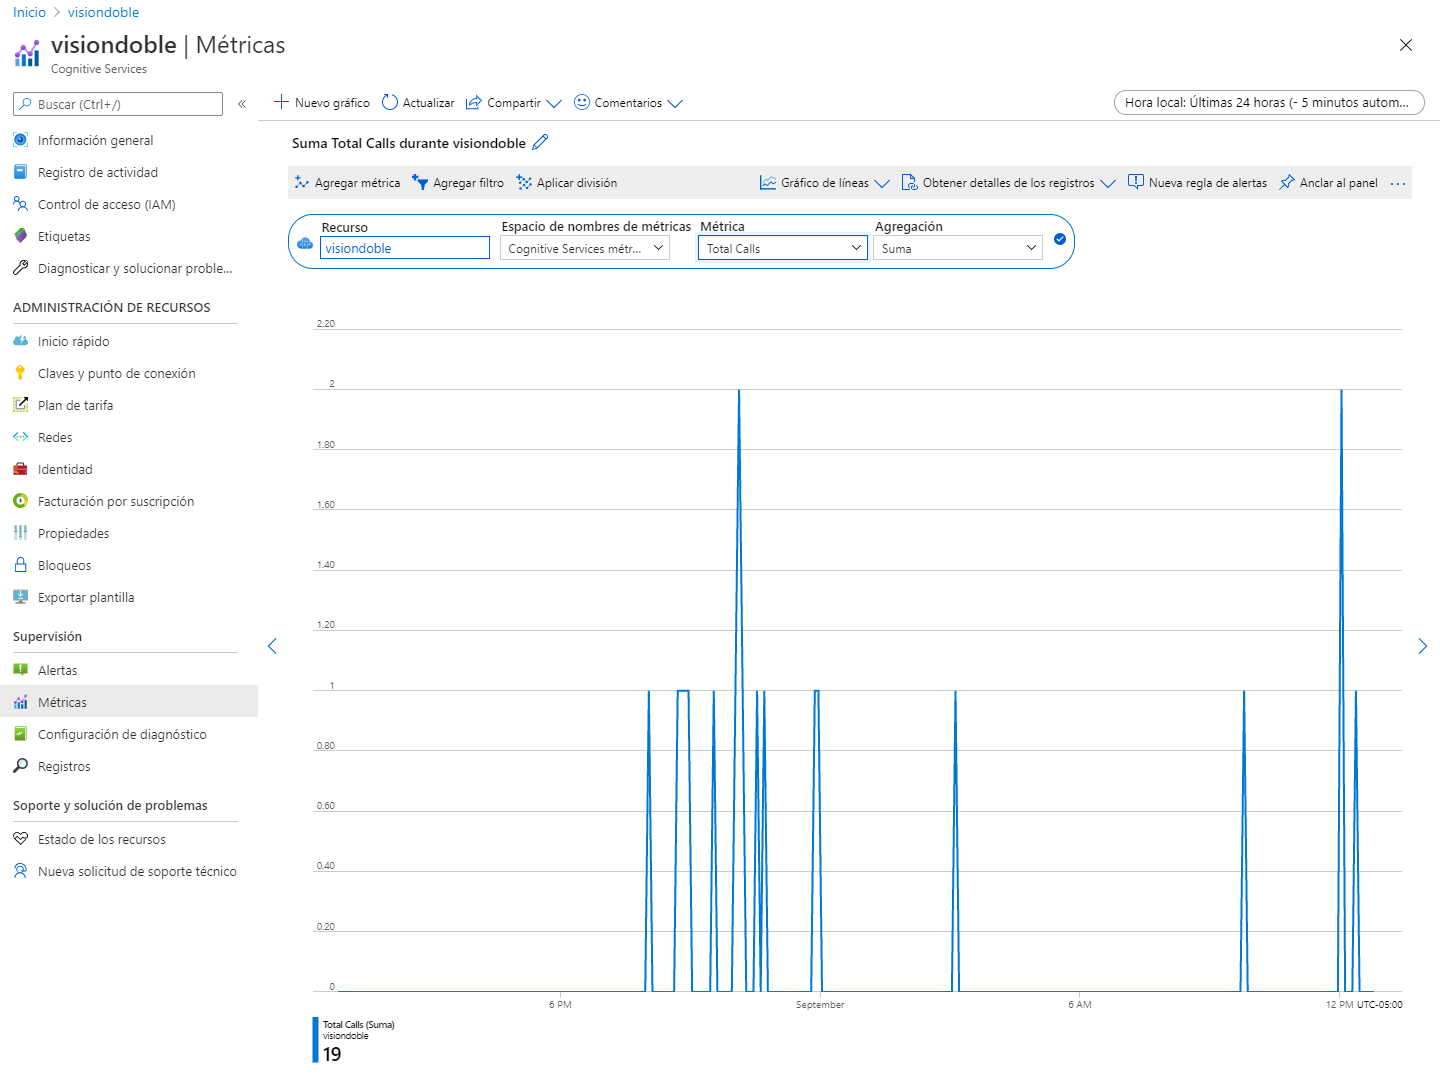 Inicio > visiondoble
visiondoble | Métricas
Cognitive Services
Buscar (Ctrl+/)
«
Nuevo gráfico
Actualizar
Compartir
Comentarios
Hora local: Últimas 24 horas (- 5 minutos autom...
Información general
Registro de actividad
Control de acceso (IAM)
Etiquetas
Diagnosticar y solucionar proble...
ADMINISTRACIÓN DE RECURSOS
Inicio rápido
Claves y punto de conexión
Plan de tarifa
Redes
Identidad
Facturación por suscripción
Propiedades
Bloqueos
Exportar plantilla
Supervisión
Alertas
Métricas
Configuración de diagnóstico
Registros
Soporte y solución de problemas
Estado de los recursos
Nueva solicitud de soporte técnico
Suma Total Calls durante visiondoble
Agregar métrica
Agregar filtro
Aplicar división
Gráfico de líneas
Obtener detalles de los registros
Nueva regla de alertas
Anclar al panel
...
Recurso
visiondoble
Espacio de nombres de métricas
Cognitive Services métr...
Métrica
Total Calls
Agregación
Suma
2.20
2
1.80
1.60
1.40
1.20
1
0.80
0.60
0.40
0.20
0
6 PM
September
6 AM
12 PM UTC-05:00
Total Calls (Suma)
visiondoble
19